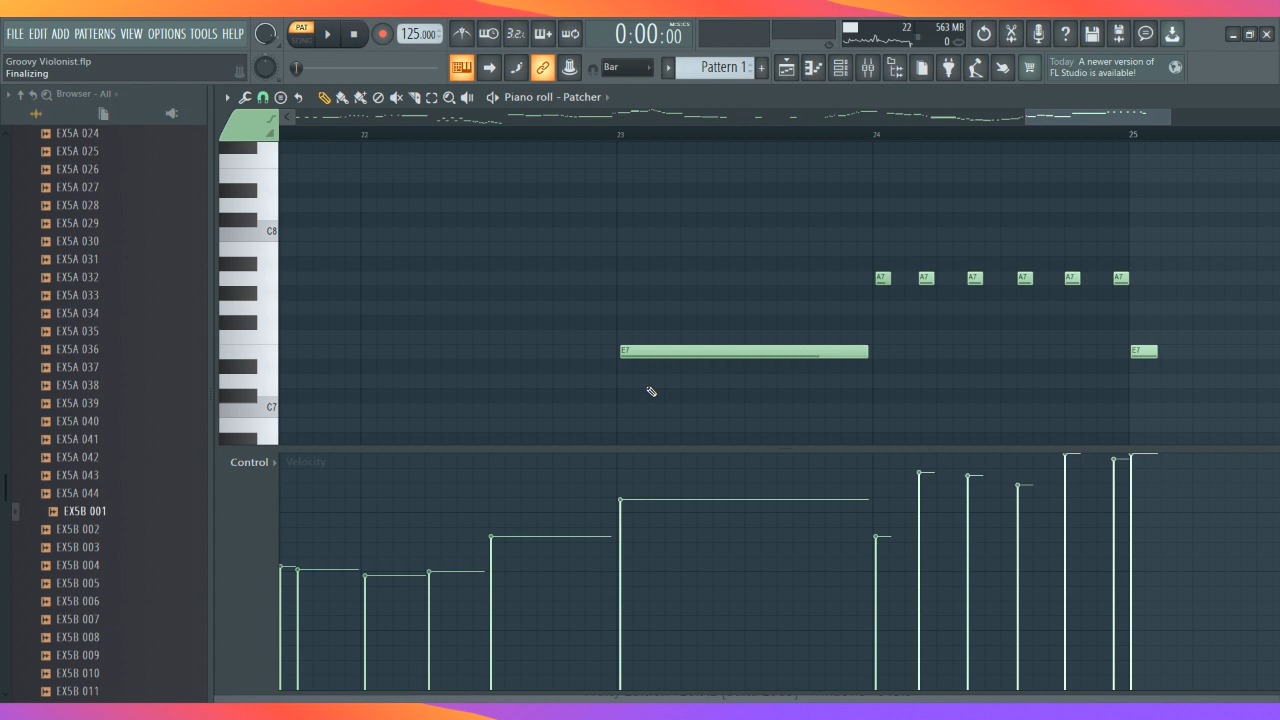 FILE EDIT ADD PATTERNS VIEW OPTIONS TOOLS HELP
PAT
SONG
125.000
3.2.
0:00:00
M:S:CS
22
563 MB
0
Groovy Violonist.flp
Finalizing
Bar
Pattern 1
Today A newer version of
FL Studio is available!
Browser - All
Piano roll - Patcher
22
23
24
25
EX5A 024
EX5A 025
EX5A 026
EX5A 027
EX5A 028
EX5A 029
EX5A 030
EX5A 031
EX5A 032
EX5A 033
EX5A 034
EX5A 035
EX5A 036
EX5A 037
EX5A 038
EX5A 039
EX5A 040
EX5A 041
EX5A 042
EX5A 043
EX5A 044
EX5B 001
EX5B 002
EX5B 003
EX5B 004
EX5B 005
EX5B 006
EX5B 007
EX5B 008
EX5B 009
EX5B 010
EX5B 011
C8
A7 A7 A7 A7 A7 A7
E7 E7
C7
Control
Velocity